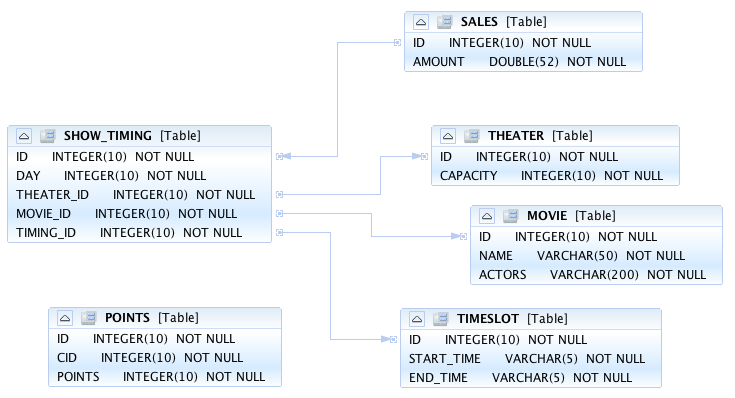 SALES [Table]
ID INTEGER(10) NOT NULL
AMOUNT DOUBLE(52) NOT NULL
SHOW_TIMING [Table]
ID INTEGER(10) NOT NULL
DAY INTEGER(10) NOT NULL
THEATER_ID INTEGER(10) NOT NULL
MOVIE_ID INTEGER(10) NOT NULL
TIMING_ID INTEGER(10) NOT NULL
THEATER [Table]
ID INTEGER(10) NOT NULL
CAPACITY INTEGER(10) NOT NULL
MOVIE [Table]
ID INTEGER(10) NOT NULL
NAME VARCHAR(50) NOT NULL
ACTORS VARCHAR(200) NOT NULL
POINTS [Table]
ID INTEGER(10) NOT NULL
CID INTEGER(10) NOT NULL
POINTS INTEGER(10) NOT NULL
TIMESLOT [Table]
ID INTEGER(10) NOT NULL
START_TIME VARCHAR(5) NOT NULL
END_TIME VARCHAR(5) NOT NULL